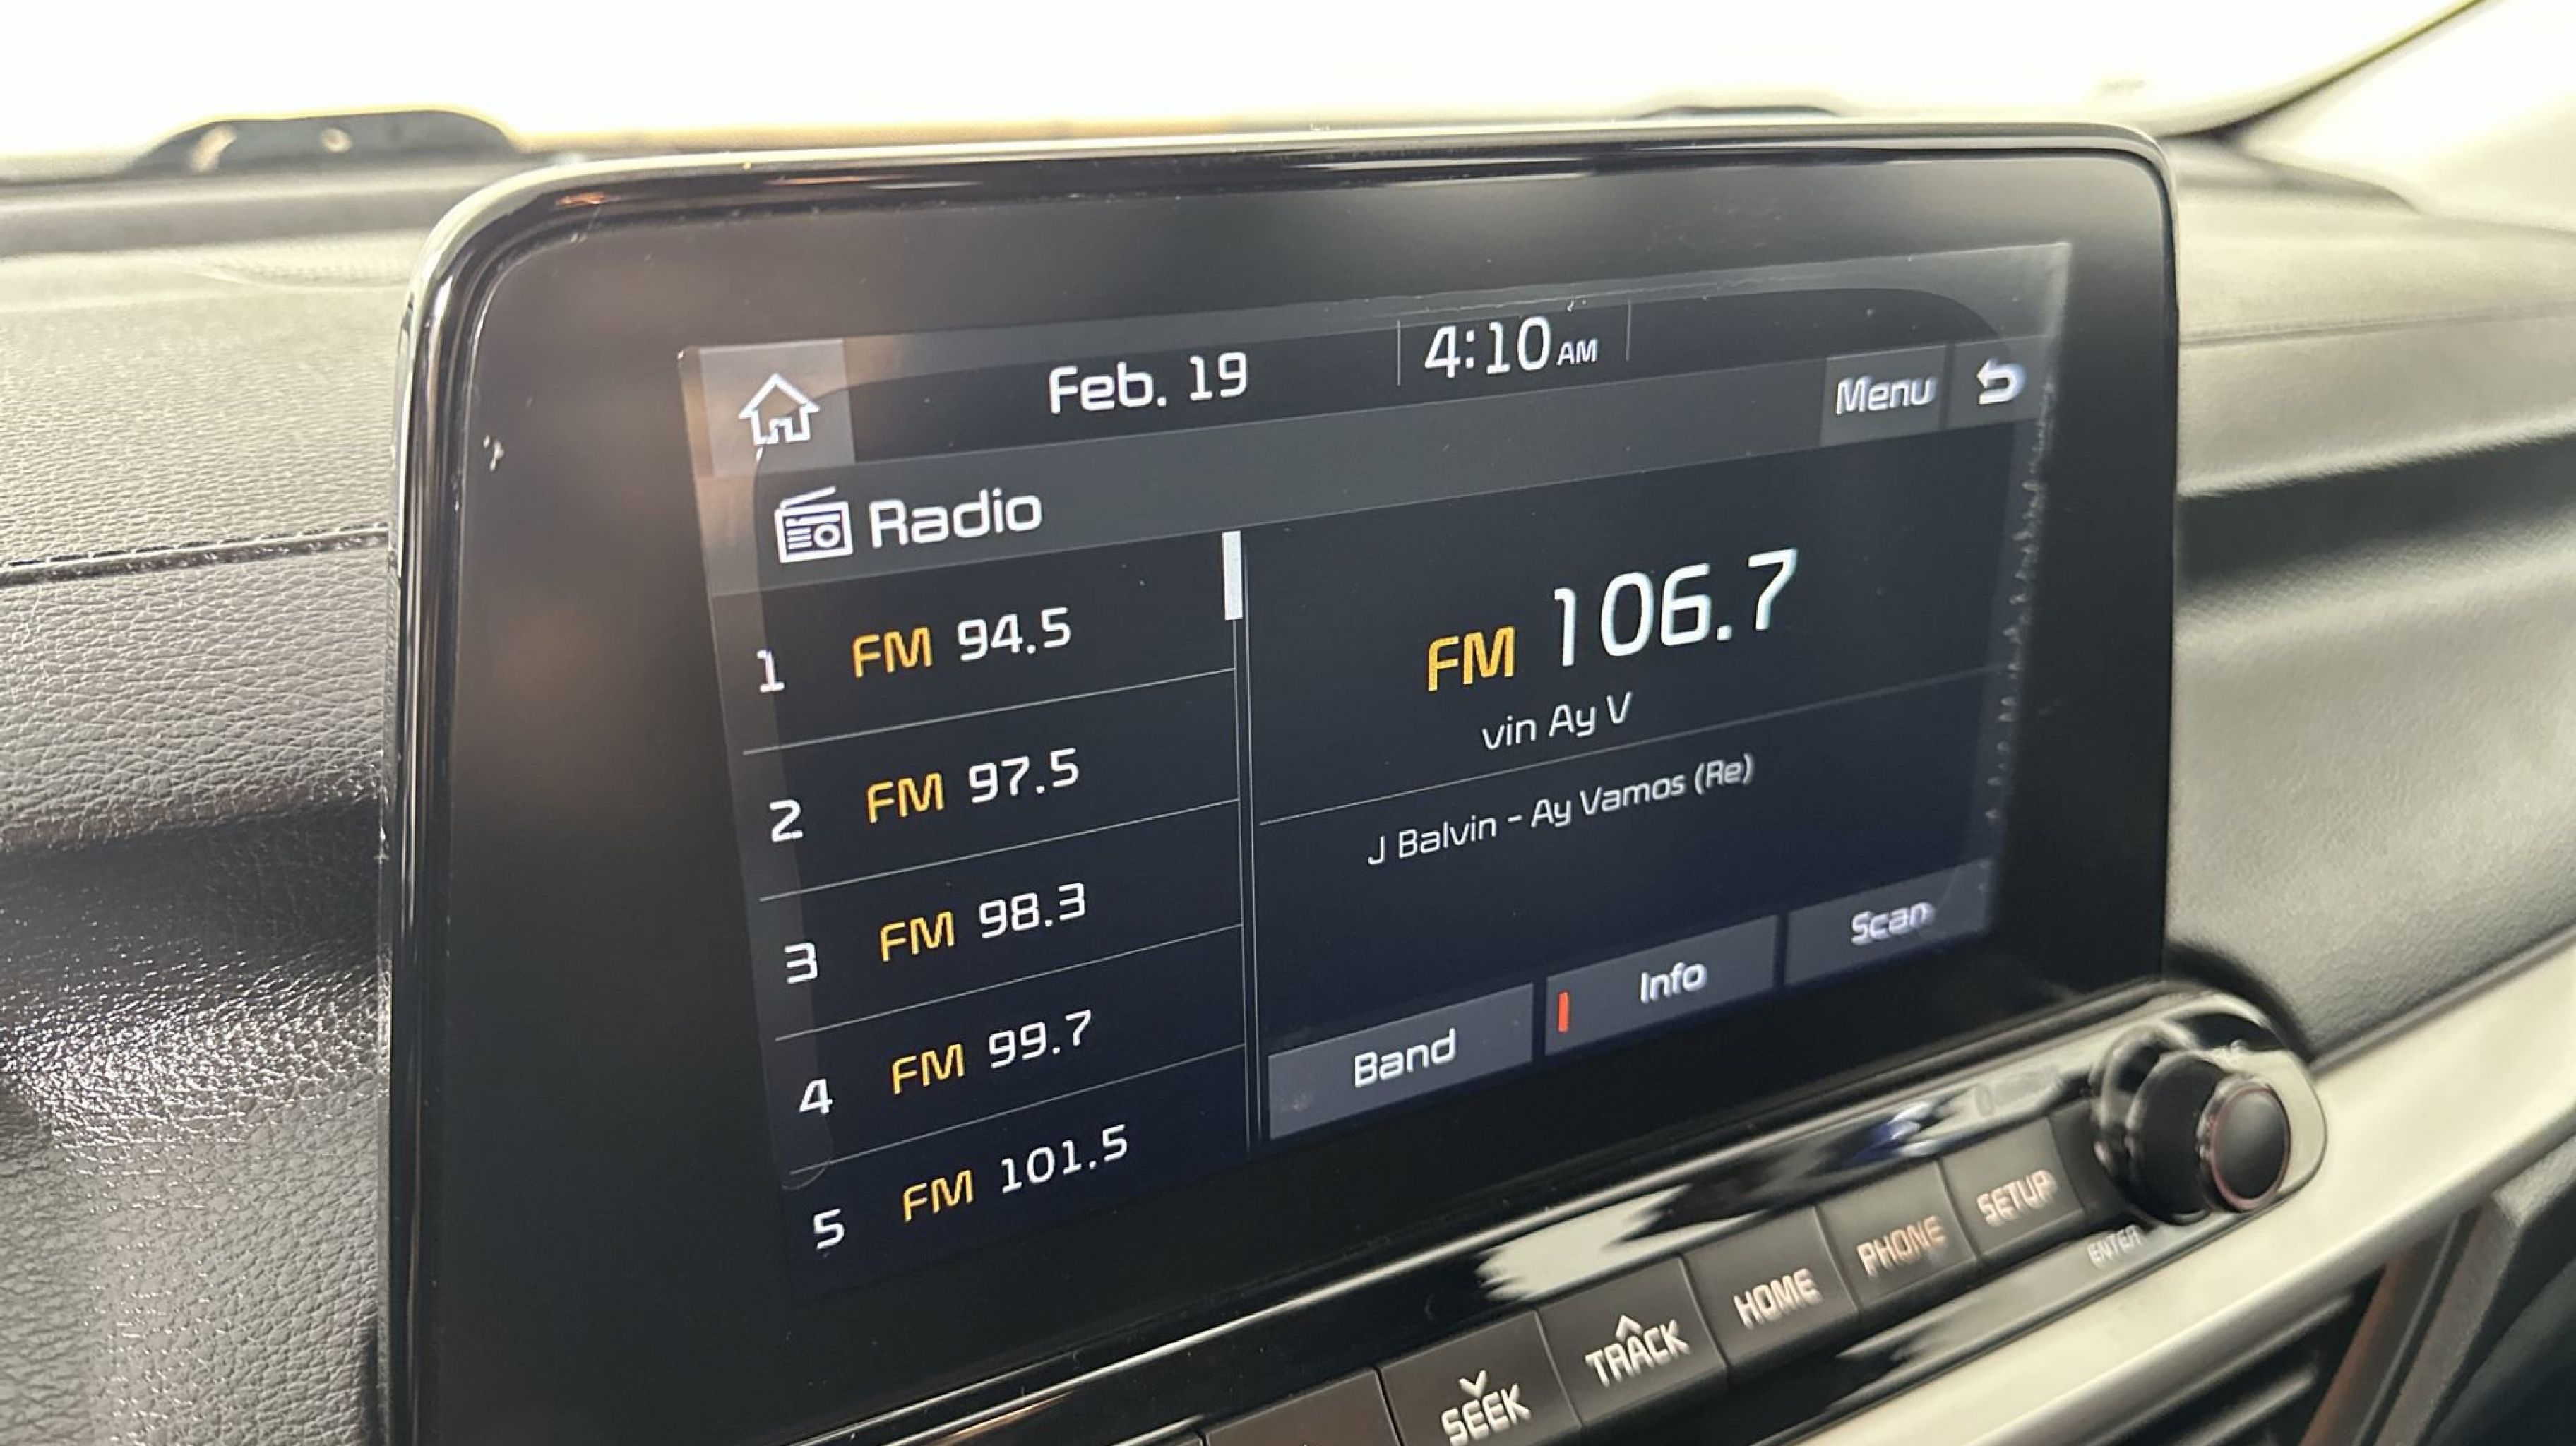 Feb. 19
4:10 AM
Menu
Radio
1 FM 94.5
2 FM 97.5
3 FM 98.3
4 FM 99.7
5 FM 101.5
FM 106.7
vin Ay V
J Balvin - Ay Vamos (Re)
Band
Info
Scan
SEEK
TRACK
HOME
PHONE
SETUP
ENTER